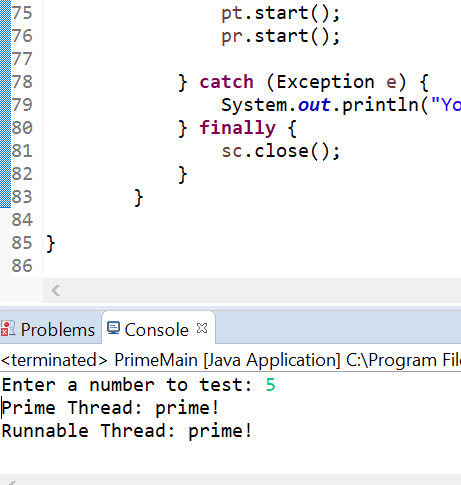 75 pt.start();
76 pr.start();
77
78 } catch (Exception e) {
79 System.out.println("Yo
80 } finally {
81 sc.close();
82 }
83 }
84
85 }
86
Problems Console
<terminated> PrimeMain [Java Application] C:\Program File
Enter a number to test: 5
Prime Thread: prime!
Runnable Thread: prime!